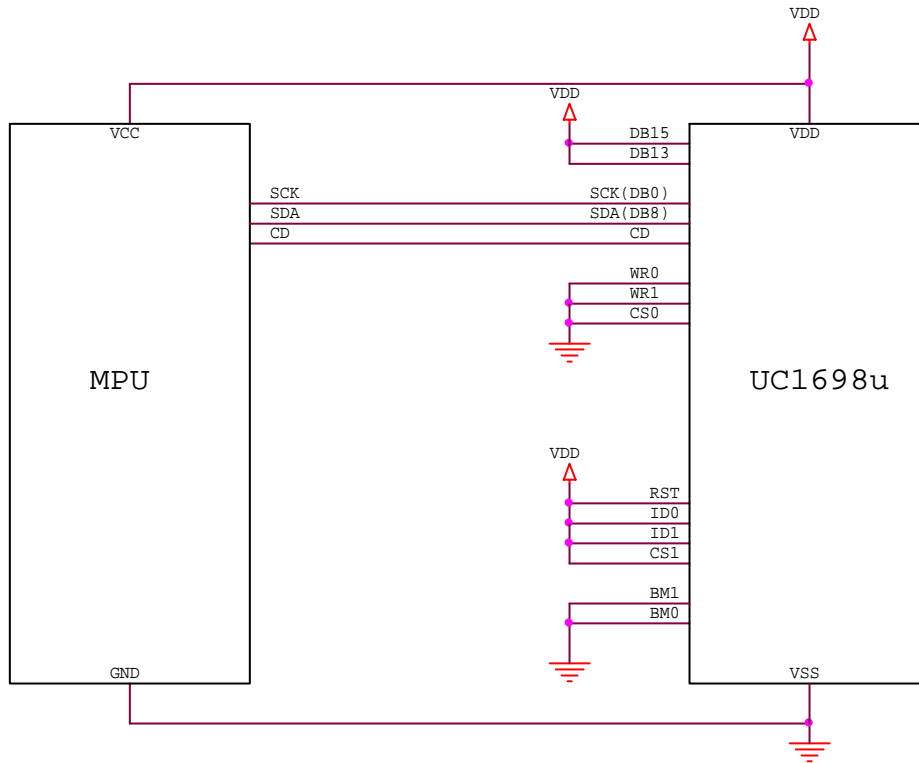 VDD
VDD
VCC
DB15
VDD
DB13
SCK
SCK(DB0)
SDA
SDA(DB8)
CD
CD
WR0
WR1
CS0
MPU
UC1698u
VDD
RST
ID0
ID1
CS1
BM1
BM0
GND
VSS